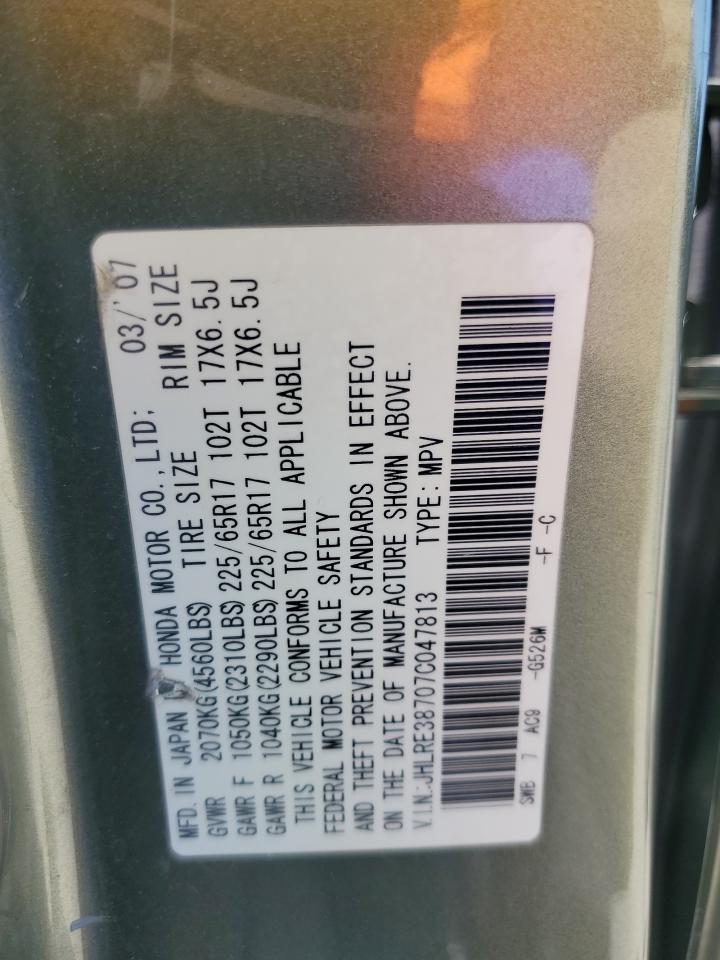 MFD. IN JAPAN HONDA MOTOR CO.,LTD; 03/'07
GVWR 2070KG(4560LBS) TIRE SIZE RIM SIZE
GAWR F 1050KG(2310LBS) 225/65R17 102T 17X6.5J
GAWR R 1040KG(2290LBS) 225/65R17 102T 17X6.5J
THIS VEHICLE CONFORMS TO ALL APPLICABLE
FEDERAL MOTOR VEHICLE SAFETY
AND THEFT PREVENTION STANDARDS IN EFFECT
ON THE DATE OF MANUFACTURE SHOWN ABOVE.
V.I.N.:JHLRE38707C047813 TYPE:MPV
SWB 7 AC9 -G526M -F -C